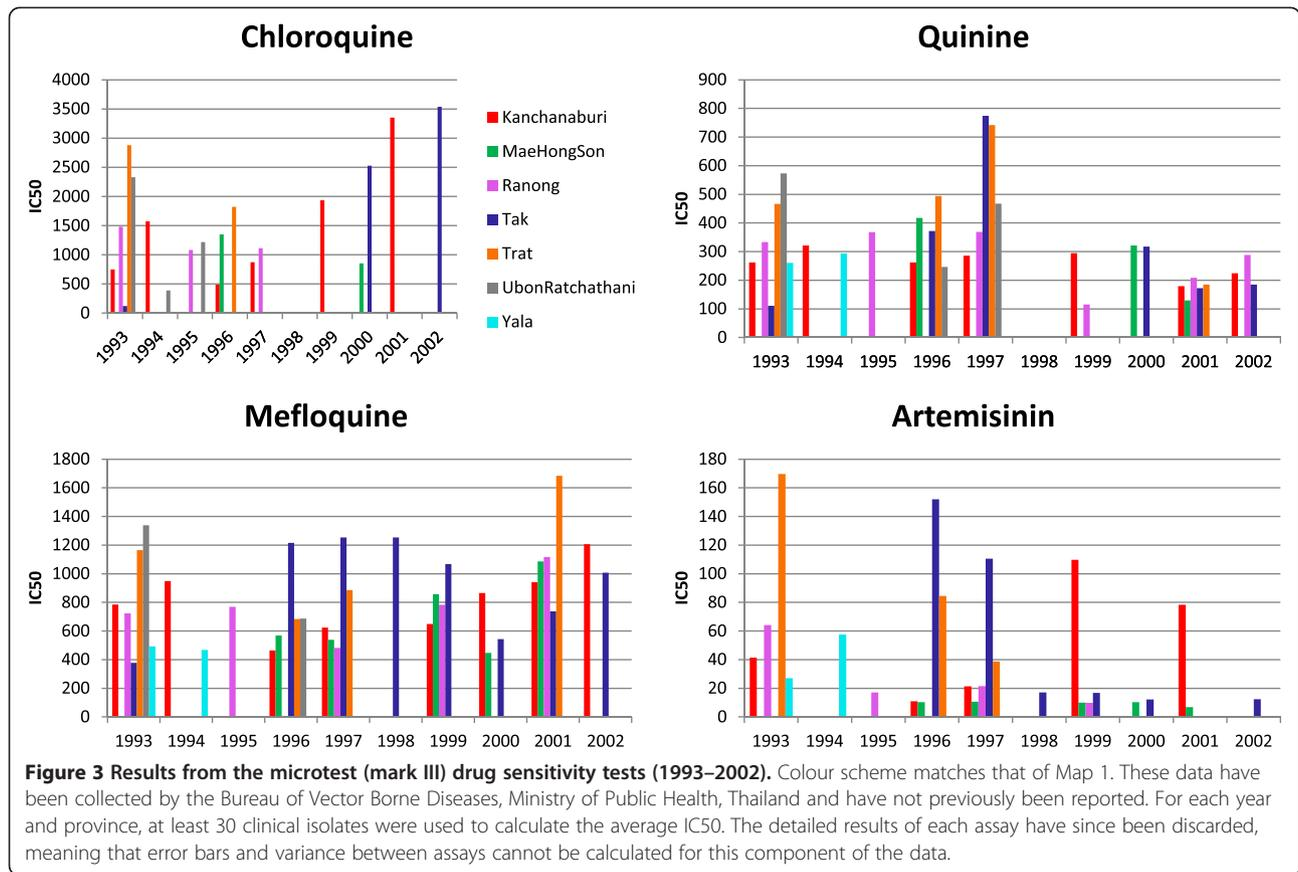 Chloroquine
4000
3500
3000
2500
2000
1500
1000
500
0
IC50
1993 1994 1995 1996 1997 1998 1999 2000 2001 2002
Kanchanaburi
MaeHongSon
Ranong
Tak
Trat
UbonRatchathani
Yala
Quinine
900
800
700
600
500
400
300
200
100
0
IC50
1993 1994 1995 1996 1997 1998 1999 2000 2001 2002
Mefloquine
1800
1600
1400
1200
1000
800
600
400
200
0
IC50
1993 1994 1995 1996 1997 1998 1999 2000 2001 2002
Artemisinin
180
160
140
120
100
80
60
40
20
0
IC50
1993 1994 1995 1996 1997 1998 1999 2000 2001 2002
Figure 3 Results from the microtest (mark III) drug sensitivity tests (1993–2002). Colour scheme matches that of Map 1. These data have
been collected by the Bureau of Vector Borne Diseases, Ministry of Public Health, Thailand and have not previously been reported. For each year
and province, at least 30 clinical isolates were used to calculate the average IC50. The detailed results of each assay have since been discarded,
meaning that error bars and variance between assays cannot be calculated for this component of the data.